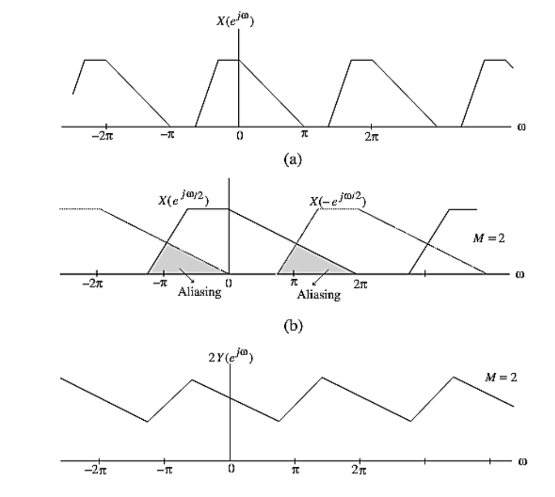 X(e^{jω})
−2π −π 0 π 2π ω
(a)
X(e^{jω/2}) X(−e^{jω/2})
M = 2
−2π −π 0 π 2π ω
Aliasing Aliasing
(b)
2Y(e^{jω})
M = 2
−2π −π 0 π 2π ω